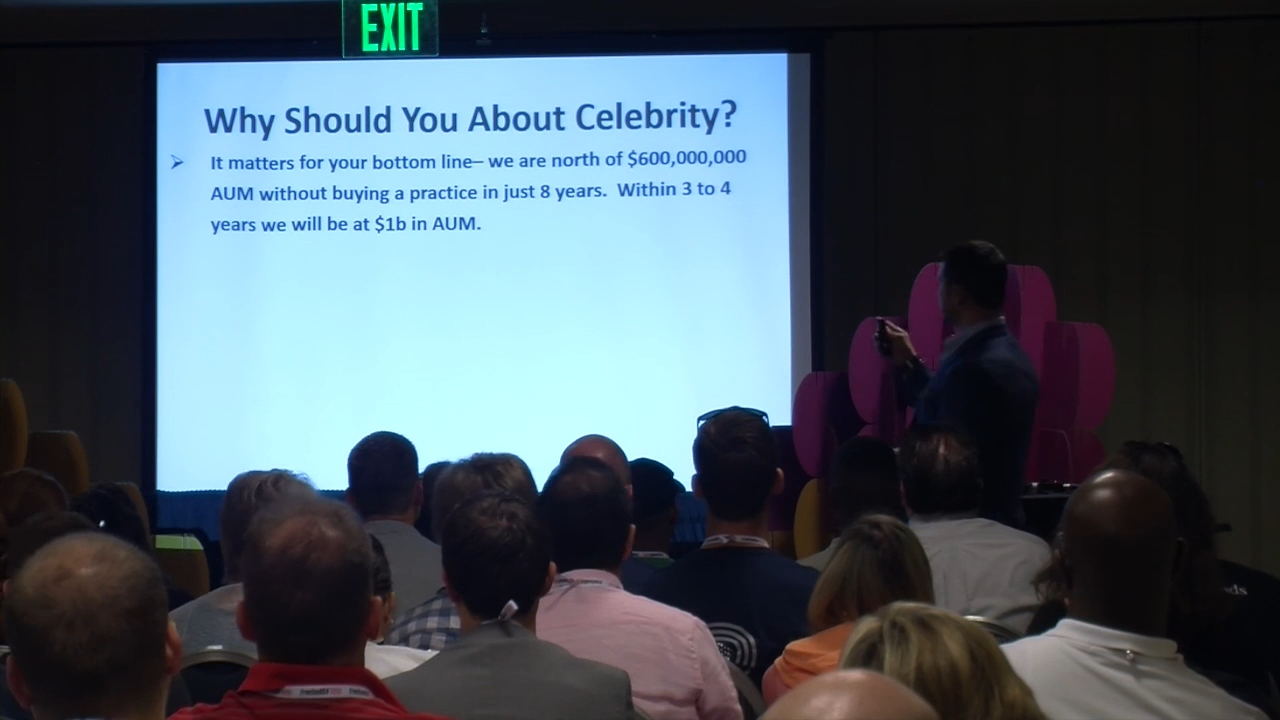 EXIT
Why Should You About Celebrity?
➢ It matters for your bottom line– we are north of $600,000,000
AUM without buying a practice in just 8 years. Within 3 to 4
years we will be at $1b in AUM.